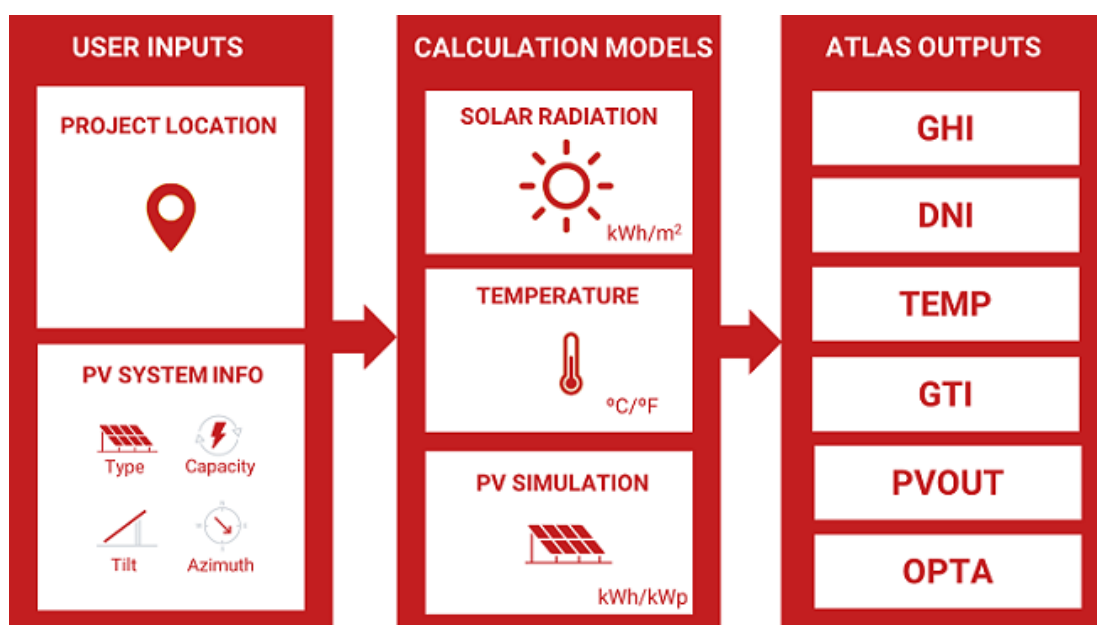 USER INPUTS
PROJECT LOCATION
PV SYSTEM INFO
Type
Capacity
Tilt
Azimuth
CALCULATION MODELS
SOLAR RADIATION
kWh/m²
TEMPERATURE
ºC/ºF
PV SIMULATION
kWh/kWp
ATLAS OUTPUTS
GHI
DNI
TEMP
GTI
PVOUT
OPTA